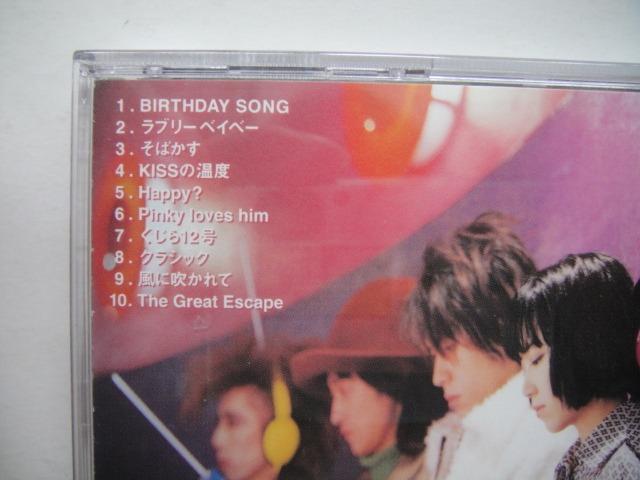 1. BIRTHDAY SONG
2. ラブリーベイベー
3. そばかす
4. KISSの温度
5. Happy?
6. Pinky loves him
7. くじら12号
8. クラシック
9. 風に吹かれて
10. The Great Escape